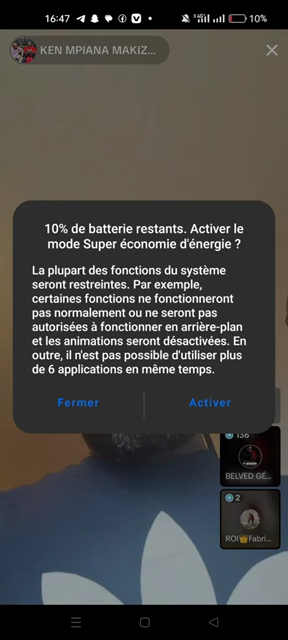 16:47
10%
KEN MPIANA MAKIZ...
10% de batterie restants. Activer le
mode Super économie d'énergie ?
La plupart des fonctions du système
seront restreintes. Par exemple,
certaines fonctions ne fonctionneront
pas normalement ou ne seront pas
autorisées à fonctionner en arrière-plan
et les animations seront désactivées. En
outre, il n'est pas possible d'utiliser plus
de 6 applications en même temps.
Fermer
Activer
136
BELVED GÉ...
2
ROI👑Fabri...